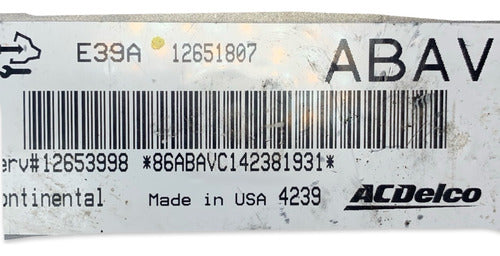 E39A 12651807 ABAV
erv#12653998 *86ABAVC142381931*
ontinental Made in USA 4239 ACDelco